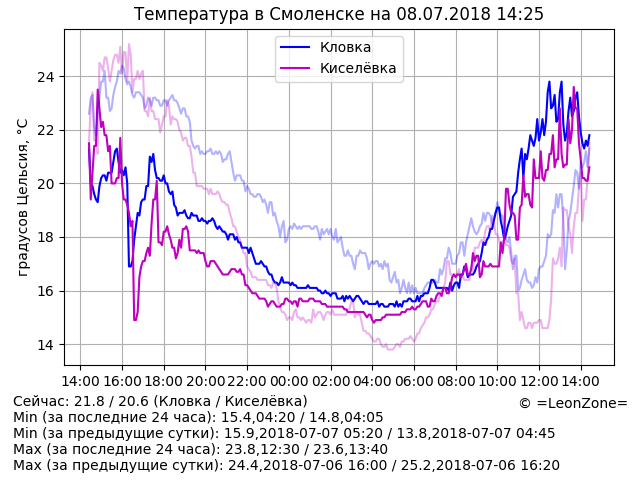 Температура в Смоленске на 08.07.2018 14:25
Кловка
Киселёвка
градусов Цельсия, °C
24
22
20
18
16
14
14:00 16:00 18:00 20:00 22:00 00:00 02:00 04:00 06:00 08:00 10:00 12:00 14:00
Сейчас: 21.8 / 20.6 (Кловка / Киселёвка)
© =LeonZone=
Min (за последние 24 часа): 15.4,04:20 / 14.8,04:05
Min (за предыдущие сутки): 15.9,2018-07-07 05:20 / 13.8,2018-07-07 04:45
Max (за последние 24 часа): 23.8,12:30 / 23.6,13:40
Max (за предыдущие сутки): 24.4,2018-07-06 16:00 / 25.2,2018-07-06 16:20